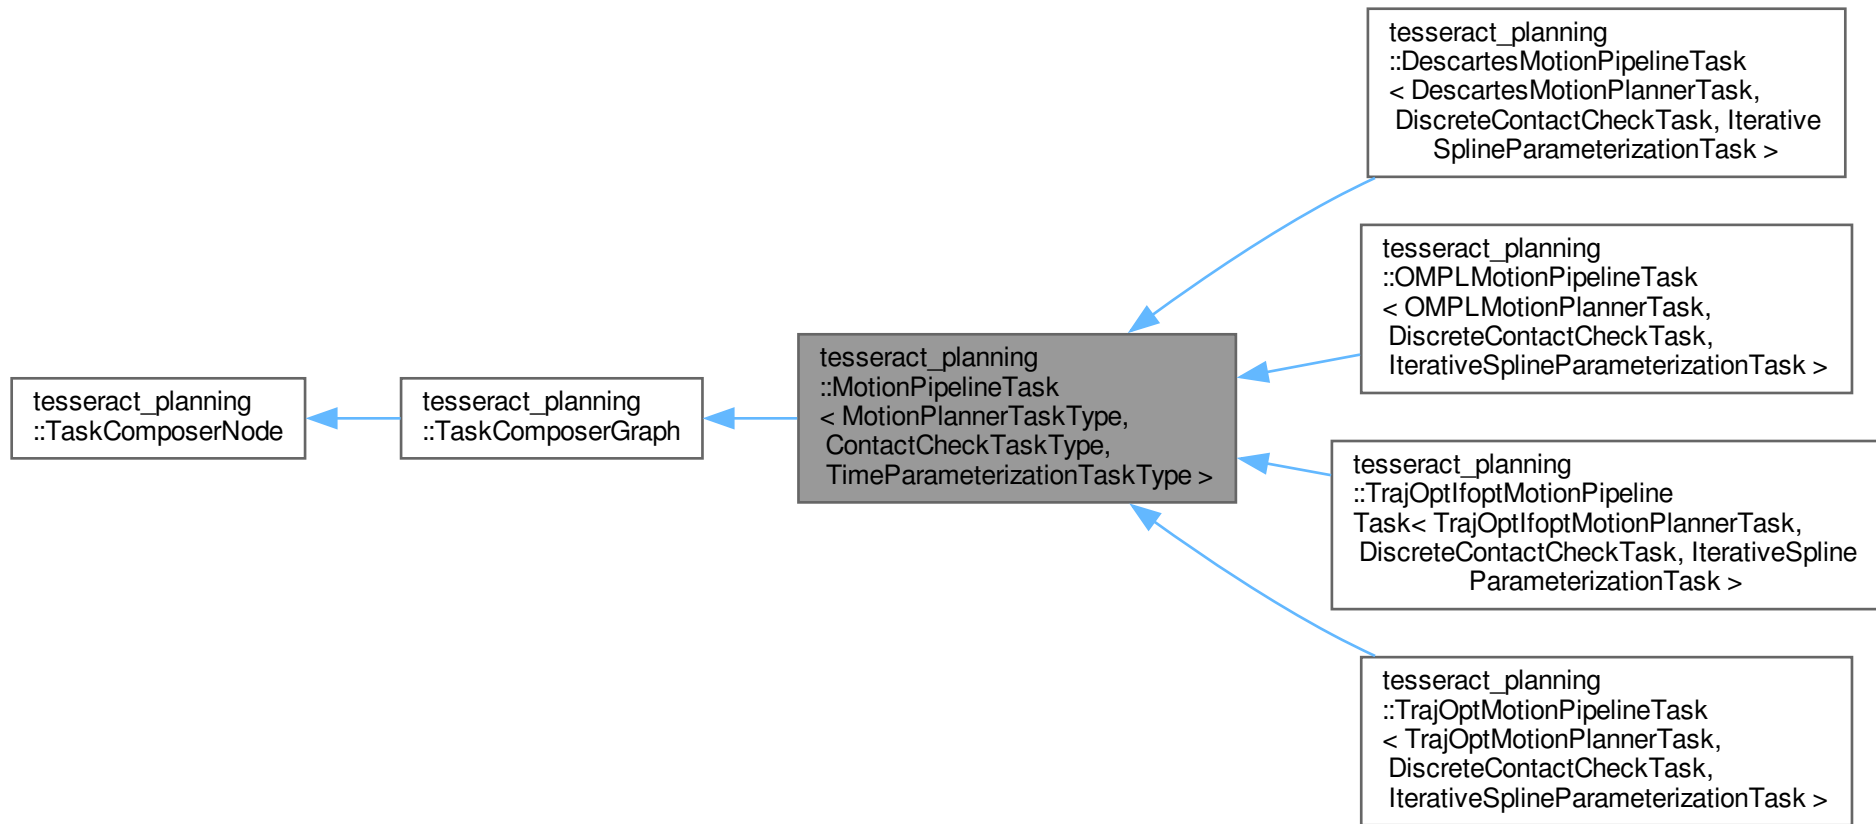 tesseract_planning
::TaskComposerNode
tesseract_planning
::TaskComposerGraph
tesseract_planning
::MotionPipelineTask
< MotionPlannerTaskType,
ContactCheckTaskType,
TimeParameterizationTaskType >
tesseract_planning
::DescartesMotionPipelineTask
< DescartesMotionPlannerTask,
DiscreteContactCheckTask, Iterative
SplineParameterizationTask >
tesseract_planning
::OMPLMotionPipelineTask
< OMPLMotionPlannerTask,
DiscreteContactCheckTask,
IterativeSplineParameterizationTask >
tesseract_planning
::TrajOptIfoptMotionPipeline
Task< TrajOptIfoptMotionPlannerTask,
DiscreteContactCheckTask, IterativeSpline
ParameterizationTask >
tesseract_planning
::TrajOptMotionPipelineTask
< TrajOptMotionPlannerTask,
DiscreteContactCheckTask,
IterativeSplineParameterizationTask >